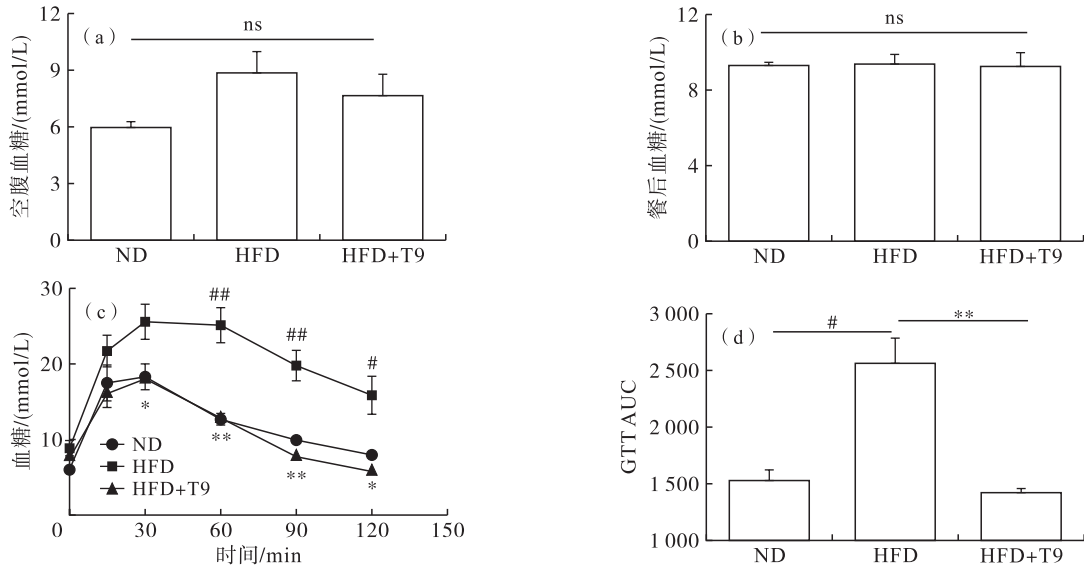 (a)
ns
空腹血糖/(mmol/L)
12
9
6
3
0
ND
HFD
HFD+T9
(b)
ns
餐后血糖/(mmol/L)
12
8
4
0
ND
HFD
HFD+T9
(c)
血糖/(mmol/L)
30
20
10
##
##
#
*
**
**
*
ND
HFD
HFD+T9
0
30
60
90
120
150
时间/min
(d)
#
**
GTT AUC
3 000
2 500
2 000
1 500
1 000
ND
HFD
HFD+T9